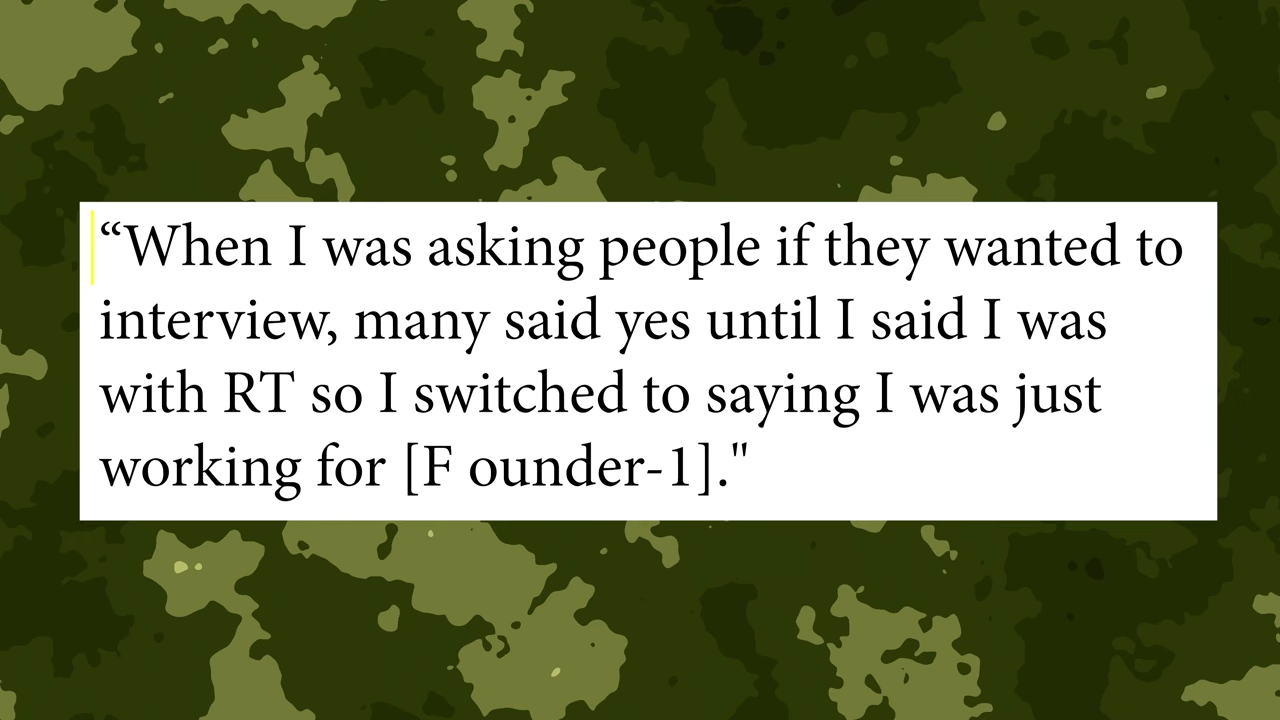 “When I was asking people if they wanted to
interview, many said yes until I said I was
with RT so I switched to saying I was just
working for [F ounder-1]."